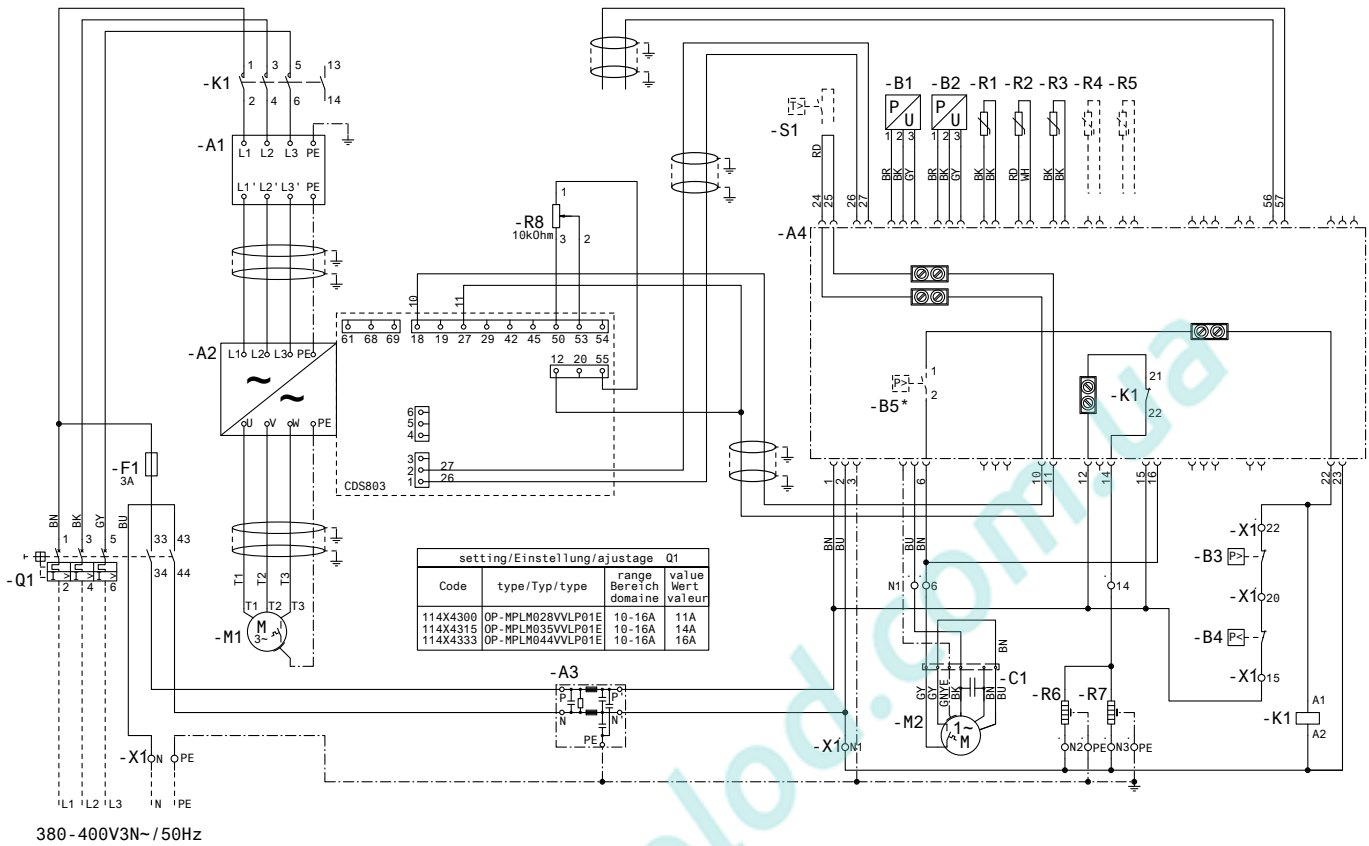 1 3 5 13
-K1
2 4 6 14
-A1
L1 L2 L3 PE
L1' L2' L3' PE
-A2
L1 L2 L3 PE
~
~
U V W PE
T1 T2 T3
T1 T2 T3
-M1
M
3~
-F1
3A
BN BK GY BU
1 3 5 33 43
-Q1
I> I> I>
2 4 6 34 44
-X1 N PE
L1 L2 L3 N PE
380-400V3N~/50Hz
-R8
10kOhm
1
3 2
10 11
61 68 69 18 19 27 29 42 45 50 53 54
12 20 55
6
5
4
3
2 27
1 26
CDS803
setting/Einstellung/ajustage Q1
Code type/Typ/type range Bereich domaine value Wert valeur
114X4300 OP-MPLM028VVLP01E 10-16A 11A
114X4315 OP-MPLM035VVLP01E 10-16A 14A
114X4333 OP-MPLM044VVLP01E 10-16A 16A
-A3
P P'
N N'
PE
T>
-S1
RD
-B1 -B2 -R1 -R2 -R3 -R4 -R5
P U P U
1 2 3 1 2 3
BR BK GY BR BK GY BK BK RD WH BK BK
24 25 26 27 56 57
-A4
P> 1
2
-B5*
-K1
21
22
1 2 3 6 10 11 12 14 15 16 22 23
BN BU BU BN
N1 6 14
BN
GY GY GNYE BK BN BU
-C1
-M2
1~
M
-X1 N1
-R6 -R7
N2 PE N3 PE
-X1 22
-B3 P>
-X1 20
-B4 P<
-X1 15
A1
-K1
A2
olod.com.ua